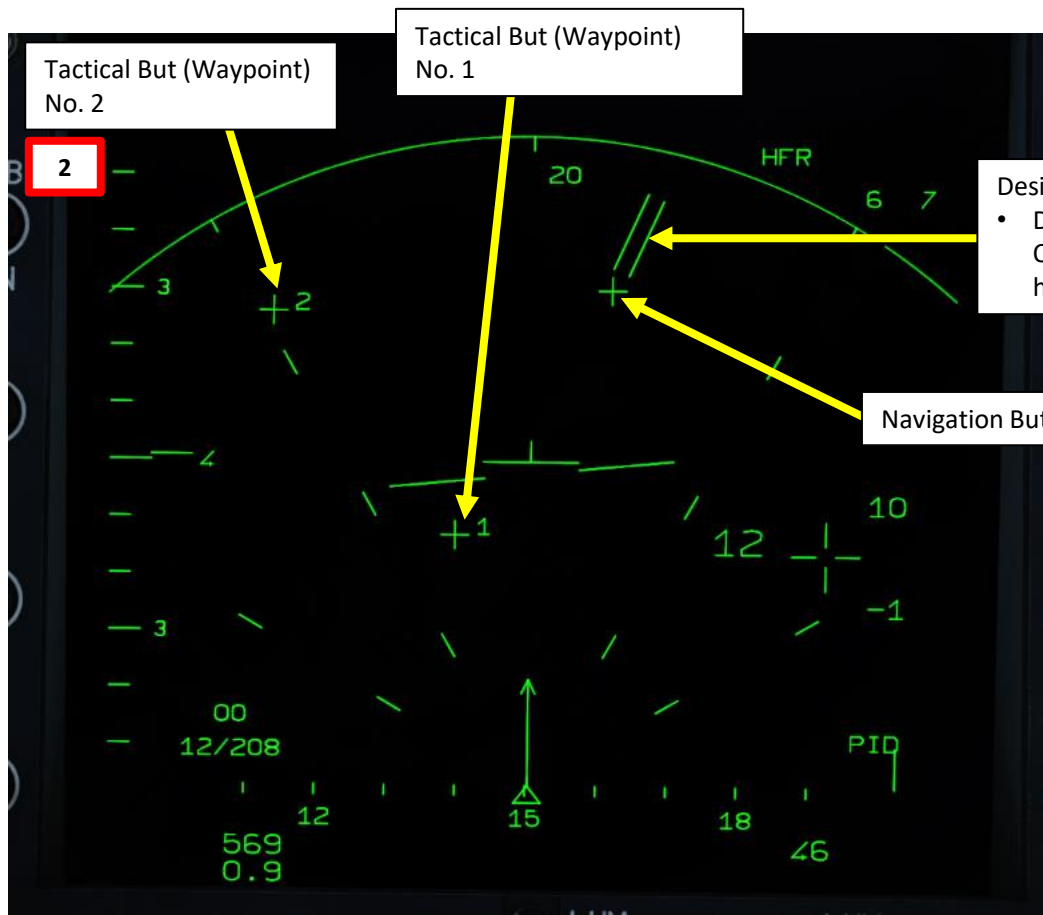 Tactical But (Waypoint)
No. 1
Tactical But (Waypoint)
No. 2
B
2
HFR
20
6 7
Desi
D
C
h
N
3
2
Navigation But
4
10
1
12
-1
3
00
12/208
PID
12
15
18
46
569
0.9